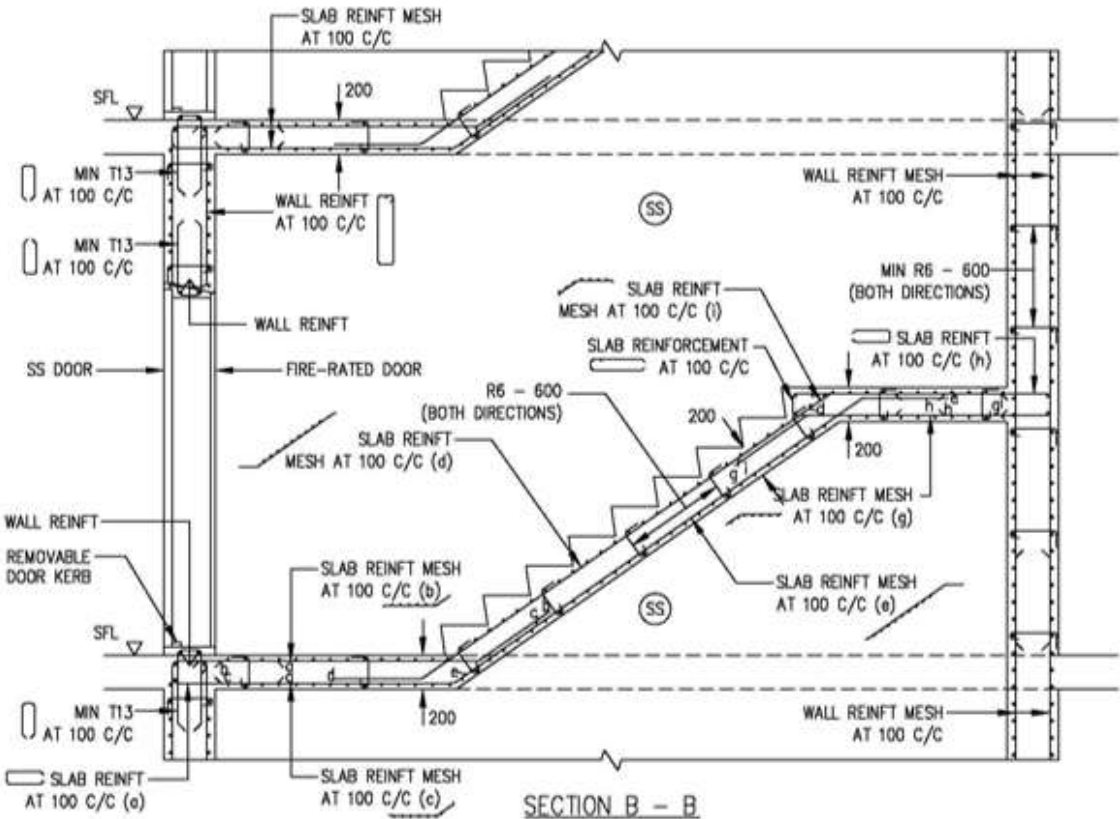 SLAB REINFT MESH
AT 100 C/C
SFL
200
MIN T13
AT 100 C/C
WALL REINFT
AT 100 C/C
MIN T13
AT 100 C/C
WALL REINFT
SS
WALL REINFT MESH
AT 100 C/C
MIN R6 - 600
(BOTH DIRECTIONS)
SLAB REINFT
MESH AT 100 C/C (i)
SLAB REINFORCEMENT
AT 100 C/C
SLAB REINFT
AT 100 C/C (h)
SS DOOR
FIRE-RATED DOOR
R6 - 600
(BOTH DIRECTIONS)
200
d
h
h
g
200
SLAB REINFT
MESH AT 100 C/C (d)
g
i
SLAB REINFT MESH
AT 100 C/C (g)
WALL REINFT
REMOVABLE
DOOR KERB
SLAB REINFT MESH
AT 100 C/C (b)
c
b
SLAB REINFT MESH
AT 100 C/C (e)
SS
SFL
d
e
200
MIN T13
AT 100 C/C
WALL REINFT MESH
AT 100 C/C
SLAB REINFT
AT 100 C/C (a)
SLAB REINFT MESH
AT 100 C/C (c)
SECTION B - B